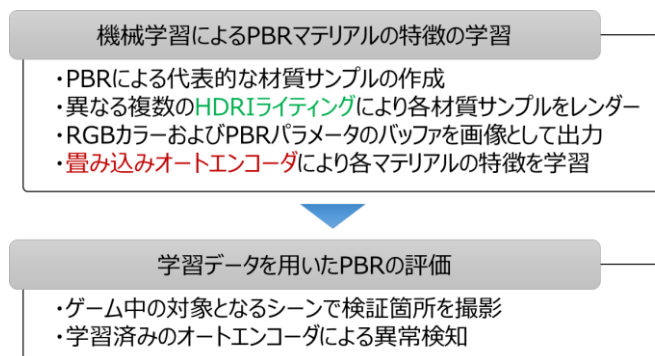 機械学習によるPBRマテリアルの特徴の学習
・PBRによる代表的な材質サンプルの作成
・異なる複数のHDRIライティングにより各材質サンプルをレンダー
・RGBカラーおよびPBRパラメータのバッファを画像として出力
・畳み込みオートエンコーダにより各マテリアルの特徴を学習
学習データを用いたPBRの評価
・ゲーム中の対象となるシーンで検証箇所を撮影
・学習済みのオートエンコーダによる異常検知